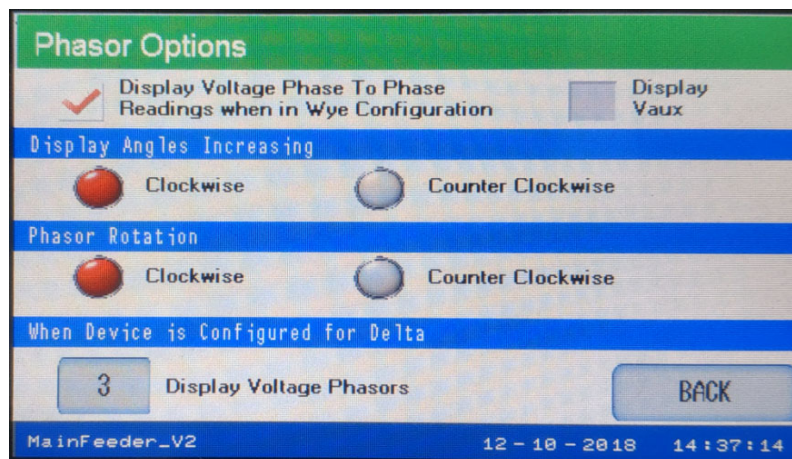 Phasor Options
Display Voltage Phase To Phase
Readings when in Wye Configuration
Display
Vaux
Display Angles Increasing
Clockwise
Counter Clockwise
Phasor Rotation
Clockwise
Counter Clockwise
When Device is Configured for Delta
3
Display Voltage Phasors
BACK
MainFeeder_V2
12-10-2018
14:37:14